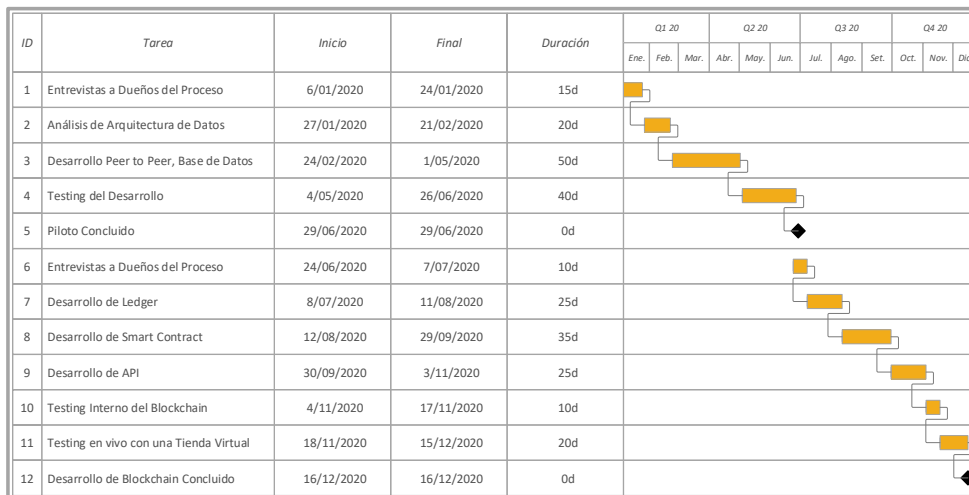 ID Tarea Inicio Final Duración Q1 20 Q2 20 Q3 20 Q4 20
Ene. Feb. Mar. Abr. May. Jun. Jul. Ago. Set. Oct. Nov. Dic
1 Entrevistas a Dueños del Proceso 6/01/2020 24/01/2020 15d
2 Análisis de Arquitectura de Datos 27/01/2020 21/02/2020 20d
3 Desarrollo Peer to Peer, Base de Datos 24/02/2020 1/05/2020 50d
4 Testing del Desarrollo 4/05/2020 26/06/2020 40d
5 Piloto Concluido 29/06/2020 29/06/2020 0d
6 Entrevistas a Dueños del Proceso 24/06/2020 7/07/2020 10d
7 Desarrollo de Ledger 8/07/2020 11/08/2020 25d
8 Desarrollo de Smart Contract 12/08/2020 29/09/2020 35d
9 Desarrollo de API 30/09/2020 3/11/2020 25d
10 Testing Interno del Blockchain 4/11/2020 17/11/2020 10d
11 Testing en vivo con una Tienda Virtual 18/11/2020 15/12/2020 20d
12 Desarrollo de Blockchain Concluido 16/12/2020 16/12/2020 0d